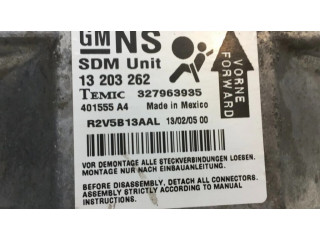 GM NS
SDM Unit
13 203 262
TEMIC 327963935
401555 A4 Made in Mexico
VORNE
FORWARD
R2V5B13AAL 13/02/05 00
VOR DEMONTAGE ALLE STECKVERBINDUNGEN LOESEN.
MONTAGE NUR NACH EINBAUANLEITUNG.
BEFORE DISASSEMBLY, DETACH ALL CONNECTORS.
ASSEMBLY STRICTLY ACCORDING TO MANUAL
INSTRUCTIONS.